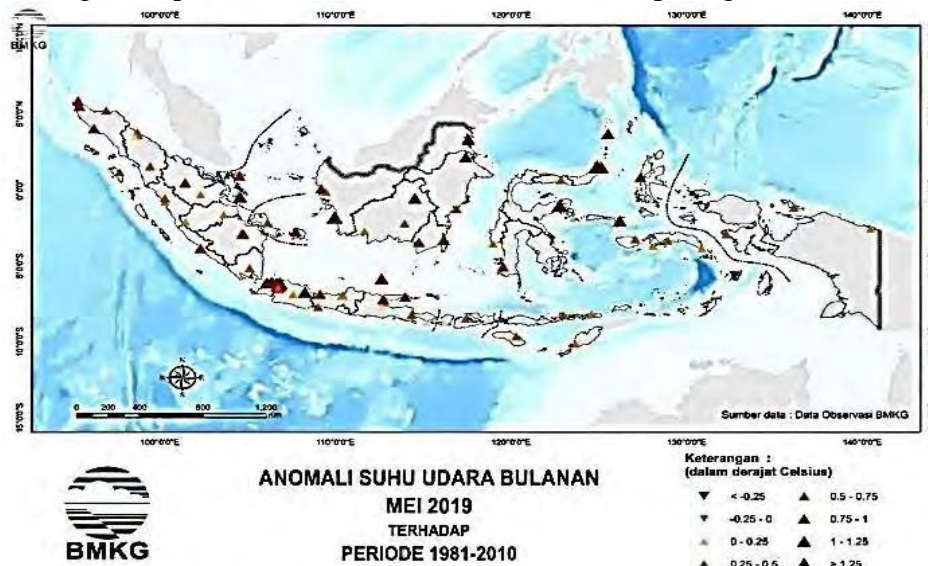 BMKG
100°0'0"E 110°0'0"E 120°0'0"E 130°0'0"E 140°0'0"E
5°0'0"N
0°0'0"
5°0'0"S
10°0'0"S
15°0'0"S
N
S
0 200 400 800 1,200
Km
Sumber data : Data Observasi BMKG
100°0'0"E 110°0'0"E 120°0'0"E 130°0'0"E 140°0'0"E
BMKG
ANOMALI SUHU UDARA BULANAN
MEI 2019
TERHADAP
PERIODE 1981-2010
Keterangan :
(dalam derajat Celsius)
< -0.25
-0.25 - 0
0 - 0.25
0.25 - 0.5
0.5 - 0.75
0.75 - 1
1 - 1.25
≥ 1.25